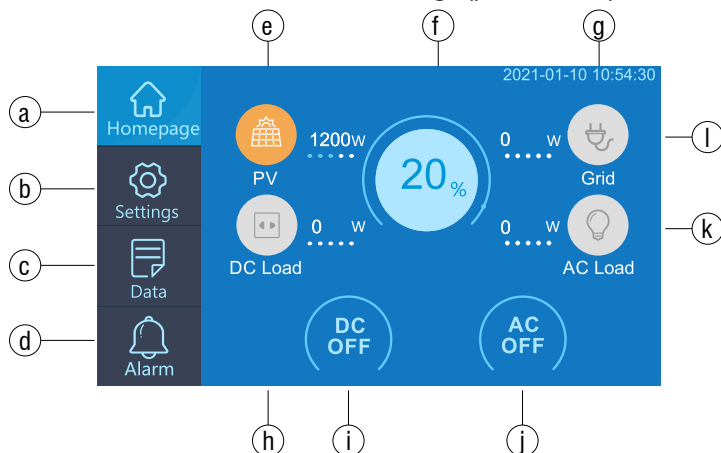 e
f
g
2021-01-10 10:54:30
a
Homepage
1200W
0 W
l
PV
20%
Grid
b
Settings
0 W
0 W
k
c
DC Load
AC Load
Data
DC
OFF
AC
OFF
d
Alarm
h
i
j